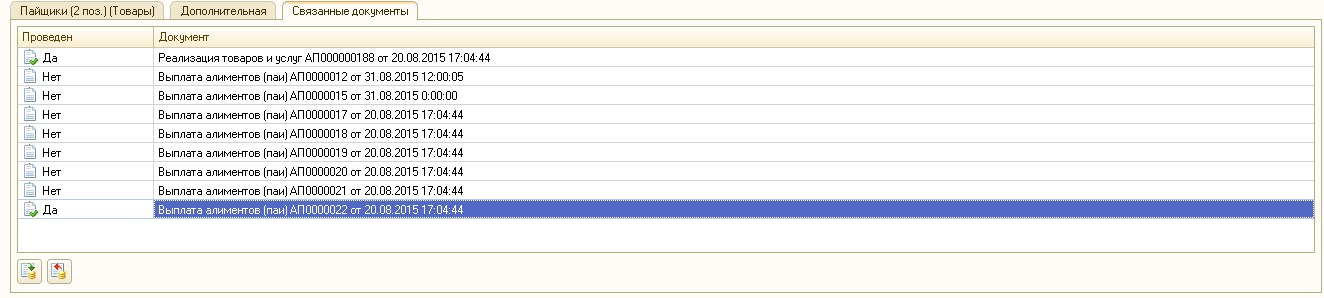 Пайщики (2 поз.) (Товары) Дополнительная Связанные документы
Проведен Документ
Да Реализация товаров и услуг АП000000188 от 20.08.2015 17:04:44
Нет Выплата алиментов (паи) АП0000012 от 31.08.2015 12:00:05
Нет Выплата алиментов (паи) АП0000015 от 31.08.2015 0:00:00
Нет Выплата алиментов (паи) АП0000017 от 20.08.2015 17:04:44
Нет Выплата алиментов (паи) АП0000018 от 20.08.2015 17:04:44
Нет Выплата алиментов (паи) АП0000019 от 20.08.2015 17:04:44
Нет Выплата алиментов (паи) АП0000020 от 20.08.2015 17:04:44
Нет Выплата алиментов (паи) АП0000021 от 20.08.2015 17:04:44
Да Выплата алиментов (паи) АП0000022 от 20.08.2015 17:04:44